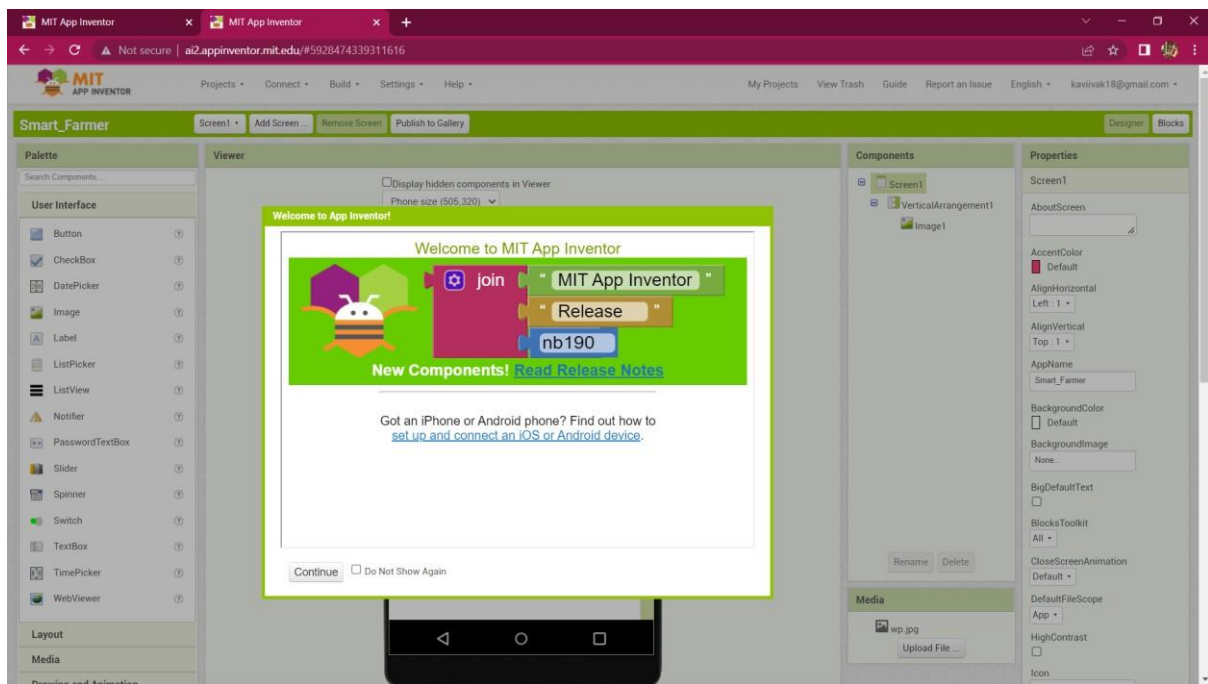 MIT App Inventor
MIT App Inventor
Not secure | ai2.appinventor.mit.edu/#5928474339311616
MIT
APP INVENTOR
Projects Connect Build Settings Help My Projects View Trash Guide Report an Issue English kaviivak18@gmail.com
Smart_Farmer Screen1 Add Screen ... Remove Screen Publish to Gallery Designer Blocks
Palette
Search Components...
User Interface
Button
CheckBox
DatePicker
Image
Label
ListPicker
ListView
Notifier
PasswordTextBox
Slider
Spinner
Switch
TextBox
TimePicker
WebViewer
Layout
Media
Drawing and Animation
Viewer
Display hidden components in Viewer
Phone size (505,320)
Welcome to App Inventor!
Welcome to MIT App Inventor
join " MIT App Inventor "
" Release "
nb190
New Components! Read Release Notes
Got an iPhone or Android phone? Find out how to
set up and connect an iOS or Android device.
Continue Do Not Show Again
Components
Screen1
VerticalArrangement1
Image1
Rename Delete
Media
wp.jpg
Upload File ...
Properties
Screen1
AboutScreen
AccentColor
Default
AlignHorizontal
Left : 1
AlignVertical
Top : 1
AppName
Smart_Farmer
BackgroundColor
Default
BackgroundImage
None...
BigDefaultText
BlocksToolkit
All
CloseScreenAnimation
Default
DefaultFileScope
App
HighContrast
Icon